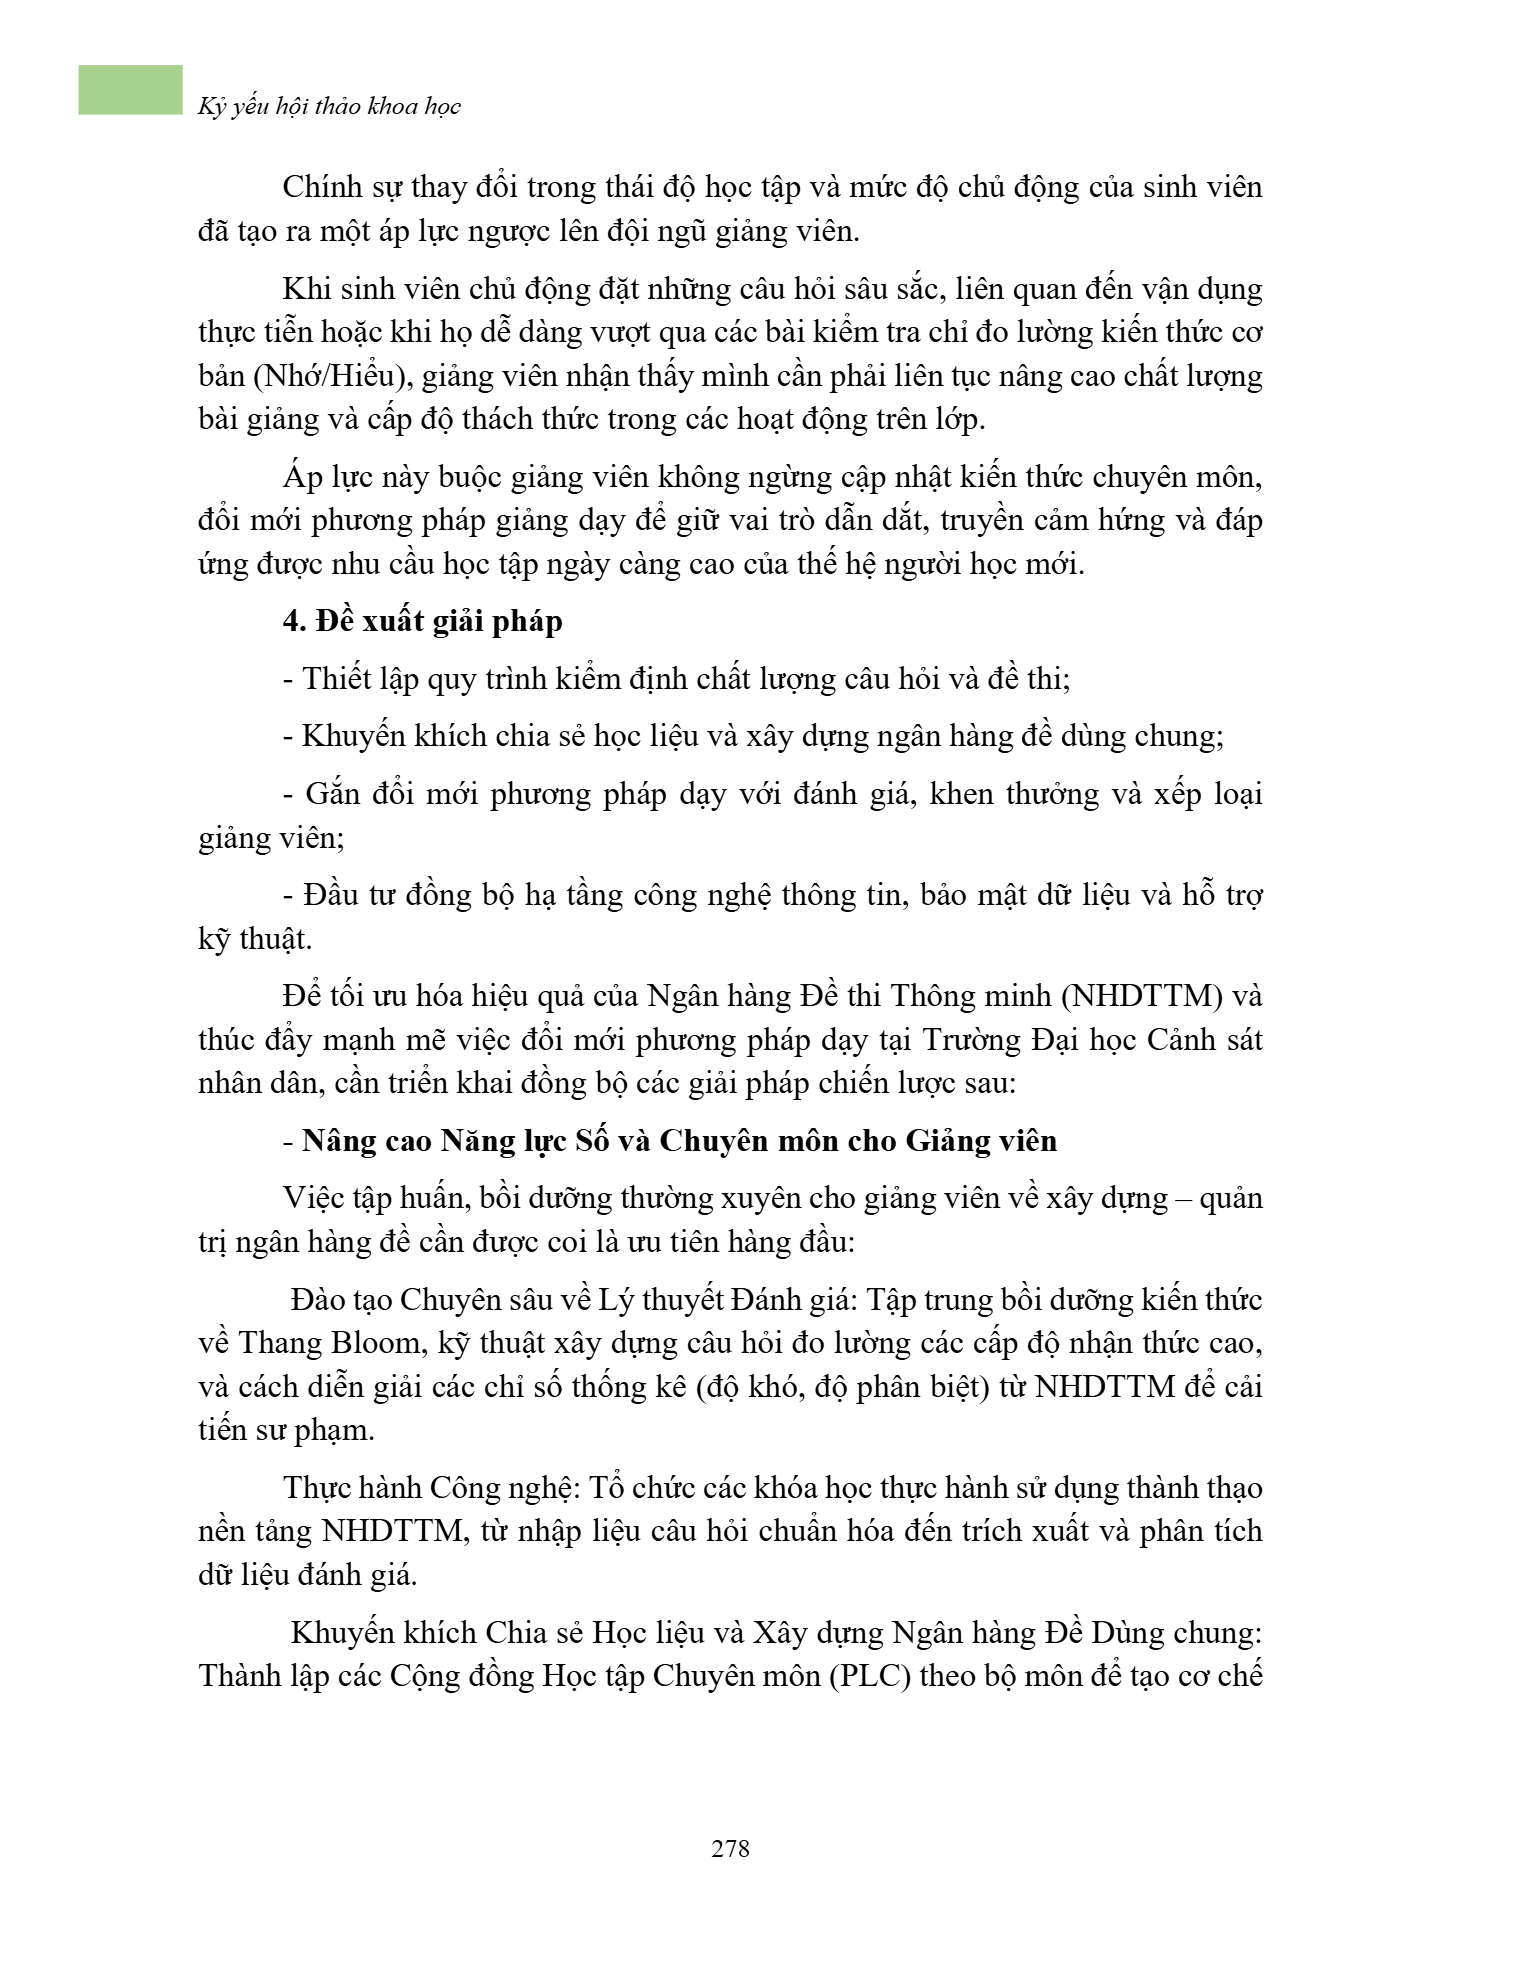 Kỷ yếu hội thảo khoa học
Chính sự thay đổi trong thái độ học tập và mức độ chủ động của sinh viên
đã tạo ra một áp lực ngược lên đội ngũ giảng viên.
Khi sinh viên chủ động đặt những câu hỏi sâu sắc, liên quan đến vận dụng
thực tiễn hoặc khi họ dễ dàng vượt qua các bài kiểm tra chỉ đo lường kiến thức cơ
bản (Nhớ/Hiểu), giảng viên nhận thấy mình cần phải liên tục nâng cao chất lượng
bài giảng và cấp độ thách thức trong các hoạt động trên lớp.
Áp lực này buộc giảng viên không ngừng cập nhật kiến thức chuyên môn,
đổi mới phương pháp giảng dạy để giữ vai trò dẫn dắt, truyền cảm hứng và đáp
ứng được nhu cầu học tập ngày càng cao của thế hệ người học mới.
4. Đề xuất giải pháp
- Thiết lập quy trình kiểm định chất lượng câu hỏi và đề thi;
- Khuyến khích chia sẻ học liệu và xây dựng ngân hàng đề dùng chung;
- Gắn đổi mới phương pháp dạy với đánh giá, khen thưởng và xếp loại
giảng viên;
- Đầu tư đồng bộ hạ tầng công nghệ thông tin, bảo mật dữ liệu và hỗ trợ
kỹ thuật.
Để tối ưu hóa hiệu quả của Ngân hàng Đề thi Thông minh (NHDTTM) và
thúc đẩy mạnh mẽ việc đổi mới phương pháp dạy tại Trường Đại học Cảnh sát
nhân dân, cần triển khai đồng bộ các giải pháp chiến lược sau:
- Nâng cao Năng lực Số và Chuyên môn cho Giảng viên
Việc tập huấn, bồi dưỡng thường xuyên cho giảng viên về xây dựng – quản
trị ngân hàng đề cần được coi là ưu tiên hàng đầu:
Đào tạo Chuyên sâu về Lý thuyết Đánh giá: Tập trung bồi dưỡng kiến thức
về Thang Bloom, kỹ thuật xây dựng câu hỏi đo lường các cấp độ nhận thức cao,
và cách diễn giải các chỉ số thống kê (độ khó, độ phân biệt) từ NHDTTM để cải
tiến sư phạm.
Thực hành Công nghệ: Tổ chức các khóa học thực hành sử dụng thành thạo
nền tảng NHDTTM, từ nhập liệu câu hỏi chuẩn hóa đến trích xuất và phân tích
dữ liệu đánh giá.
Khuyến khích Chia sẻ Học liệu và Xây dựng Ngân hàng Đề Dùng chung:
Thành lập các Cộng đồng Học tập Chuyên môn (PLC) theo bộ môn để tạo cơ chế
278